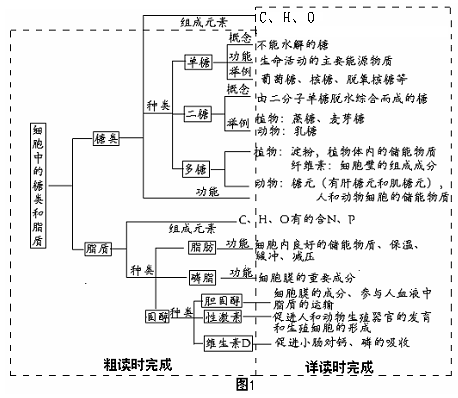 组成元素 C、H、O
概念 不能水解的糖
单糖 功能 生命活动的主要能源物质
举例 葡萄糖、核糖、脱氧核糖等
概念 由二分子单糖脱水综合而成的糖
种类 二糖
举例 植物：蔗糖、麦芽糖
动物：乳糖
细胞中的糖类和脂质 糖类
植物：淀粉，植物体内的储能物质
纤维素：细胞壁的组成成分
多糖
动物：糖元（有肝糖元和肌糖元），
人和动物细胞的储能物质
功能
组成元素 C、H、O有的含N、P
脂质 种类
脂肪 功能 细胞内良好的储能物质、保温、
缓冲、减压
磷脂 功能 细胞膜的重要成分
固醇 种类
胆固醇 细胞膜的成分、参与人血液中
脂质的运输
性激素 促进人和动物生殖器官的发育
和生殖细胞的形成
维生素D 促进小肠对钙、磷的吸收
粗读时完成 详读时完成
图1